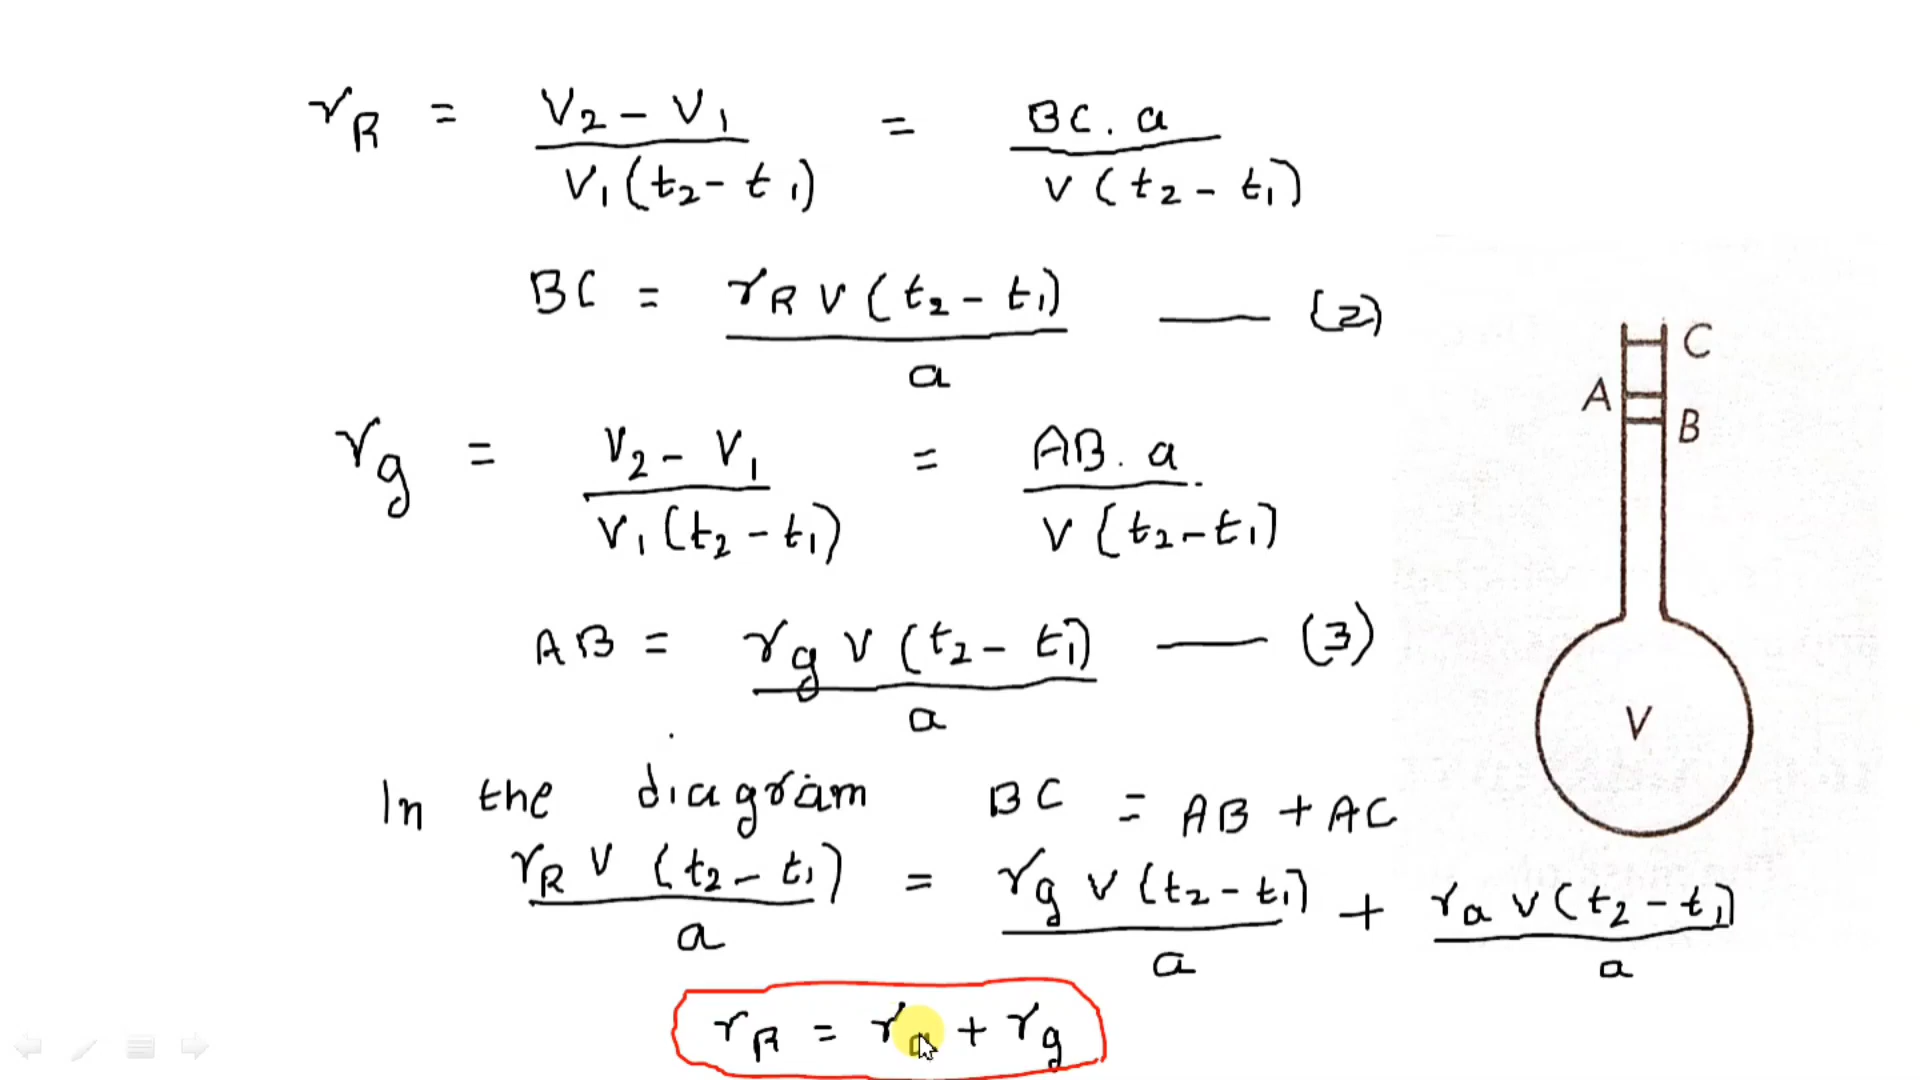 γR = V2 - V1 / V1(t2 - t1) = BC. a / V(t2 - t1)
BC = γR V(t2 - t1) / a —— (2)
γg = V2 - V1 / V1(t2 - t1) = AB. a / V(t2 - t1)
AB = γg V(t2 - t1) / a —— (3)
In the diagram BC = AB + AC
γR V(t2 - t1) / a = γg V(t2 - t1) / a + γa V(t2 - t1) / a
γR = γa + γg
C
A
B
V